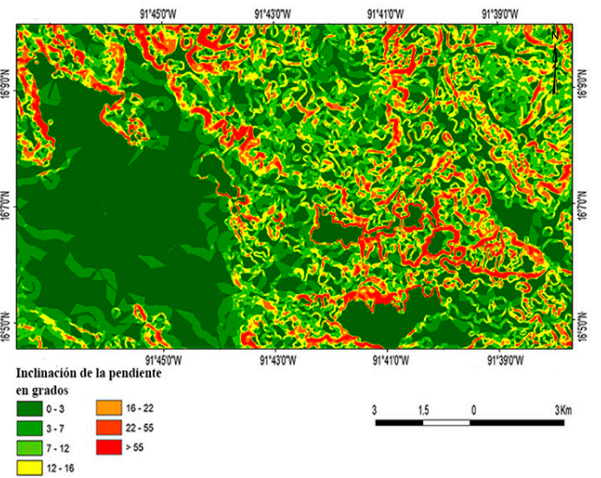 91°45'0"W 91°43'0"W 91°41'0"W 91°39'0"W
N
16°9'0"N 16°9'0"N
16°7'0"N 16°7'0"N
16°5'0"N 16°5'0"N
91°45'0"W 91°43'0"W 91°41'0"W 91°39'0"W
Inclinación de la pendiente
en grados
0 - 3 16 - 22
3 - 7 22 - 55
7 - 12 > 55
12 - 16
3 1.5 0 3Km